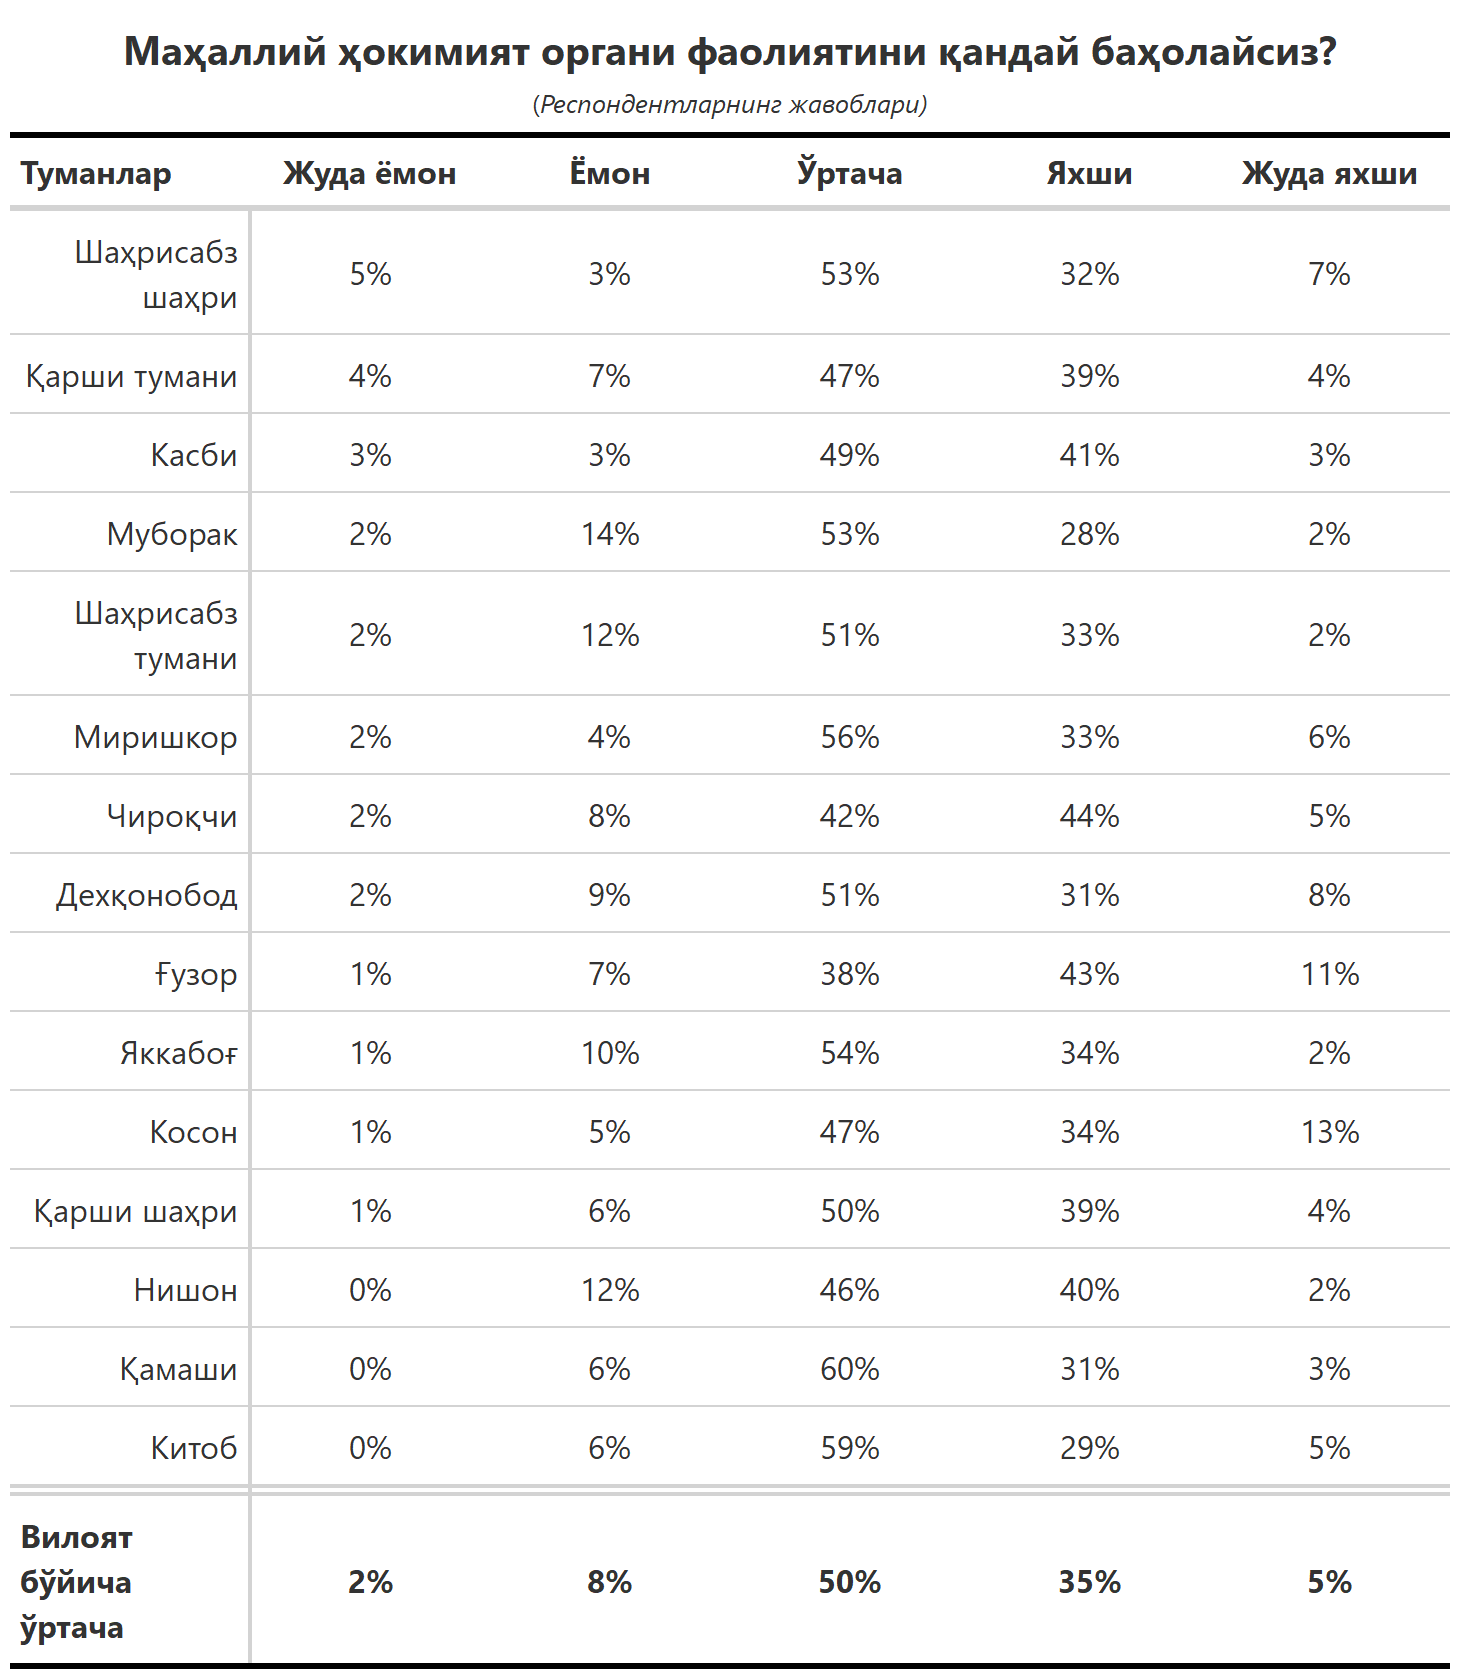 Маҳаллий ҳокимият органи фаолиятини қандай баҳолайсиз?
(Респондентларнинг жавоблари)
Туманлар Жуда ёмон Ёмон Ўртача Яхши Жуда яхши
Шаҳрисабз
шаҳри 5% 3% 53% 32% 7%
Қарши тумани 4% 7% 47% 39% 4%
Касби 3% 3% 49% 41% 3%
Муборак 2% 14% 53% 28% 2%
Шаҳрисабз
тумани 2% 12% 51% 33% 2%
Миришкор 2% 4% 56% 33% 6%
Чироқчи 2% 8% 42% 44% 5%
Дехқонобод 2% 9% 51% 31% 8%
Ғузор 1% 7% 38% 43% 11%
Яккабоғ 1% 10% 54% 34% 2%
Косон 1% 5% 47% 34% 13%
Қарши шаҳри 1% 6% 50% 39% 4%
Нишон 0% 12% 46% 40% 2%
Қамаши 0% 6% 60% 31% 3%
Китоб 0% 6% 59% 29% 5%
Вилоят
бўйича 2% 8% 50% 35% 5%
ўртача